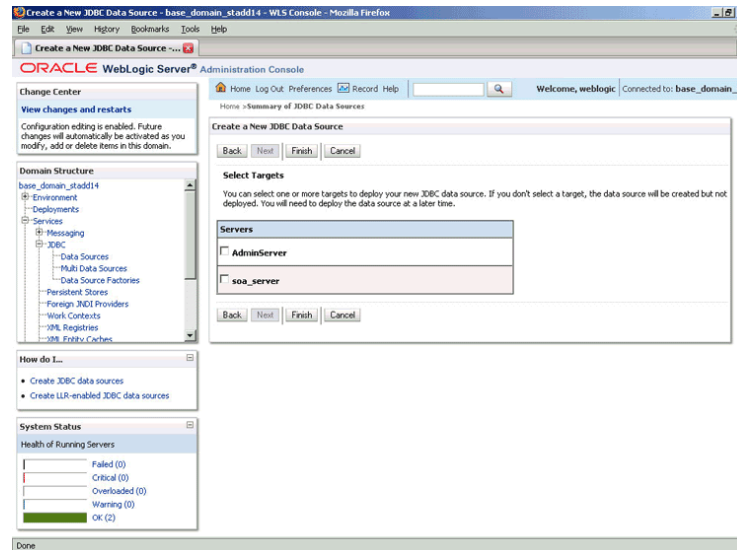 Create a New JDBC Data Source - base_domain_stadd14 - WLS Console - Mozilla Firefox
File Edit View History Bookmarks Tools Help
Create a New JDBC Data Source -...
ORACLE WebLogic Server® Administration Console
Change Center
View changes and restarts
Configuration editing is enabled. Future
changes will automatically be activated as you
modify, add or delete items in this domain.
Domain Structure
base_domain_stadd14
Environment
Deployments
Services
Messaging
JDBC
Data Sources
Multi Data Sources
Data Source Factories
Persistent Stores
Foreign JNDI Providers
Work Contexts
XML Registries
XML Entity Caches
How do I...
Create JDBC data sources
Create LLR-enabled JDBC data sources
System Status
Health of Running Servers
Failed (0)
Critical (0)
Overloaded (0)
Warning (0)
OK (2)
Home Log Out Preferences Record Help
Welcome, weblogic Connected to: base_domain_
Home >Summary of JDBC Data Sources
Create a New JDBC Data Source
Back Next Finish Cancel
Select Targets
You can select one or more targets to deploy your new JDBC data source. If you don't select a target, the data source will be created but not
deployed. You will need to deploy the data source at a later time.
Servers
AdminServer
soa_server
Back Next Finish Cancel
Done